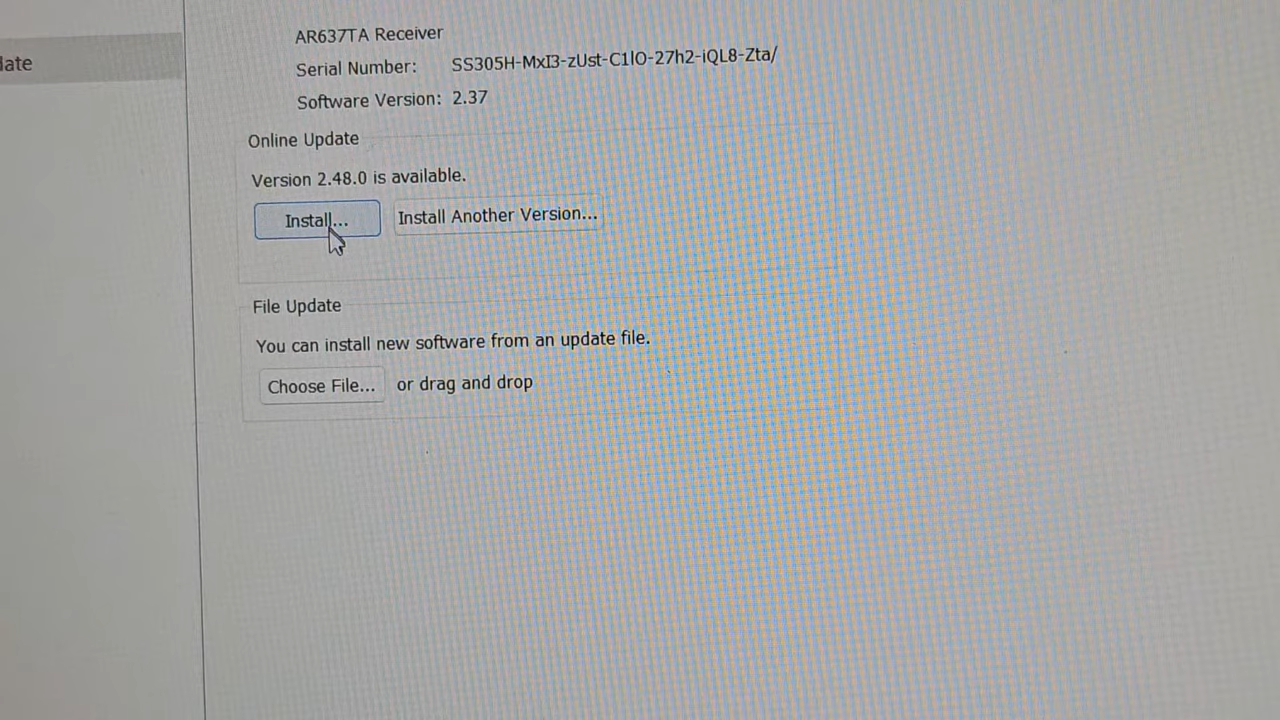 AR637TA Receiver
Serial Number: SS305H-MxI3-zUst-C1lO-27h2-iQL8-Zta/
Software Version: 2.37
Online Update
Version 2.48.0 is available.
Install... Install Another Version...
File Update
You can install new software from an update file.
Choose File... or drag and drop